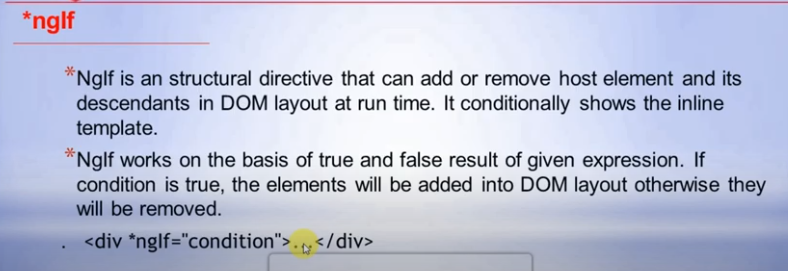 *ngIf
*NgIf is an structural directive that can add or remove host element and its
descendants in DOM layout at run time. It conditionally shows the inline
template.
*NgIf works on the basis of true and false result of given expression. If
condition is true, the elements will be added into DOM layout otherwise they
will be removed.
. <div *ngIf="condition">...</div>